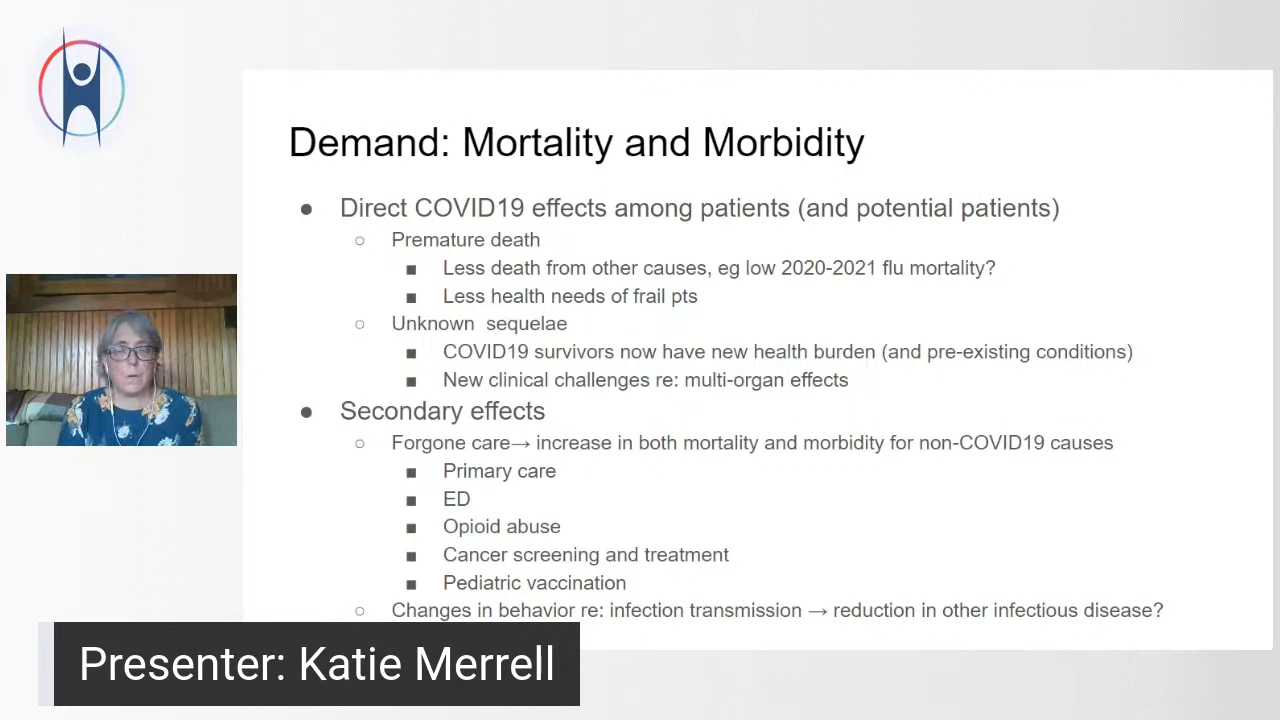 Demand: Mortality and Morbidity
● Direct COVID19 effects among patients (and potential patients)
○ Premature death
■ Less death from other causes, eg low 2020-2021 flu mortality?
■ Less health needs of frail pts
○ Unknown sequelae
■ COVID19 survivors now have new health burden (and pre-existing conditions)
■ New clinical challenges re: multi-organ effects
● Secondary effects
○ Forgone care→ increase in both mortality and morbidity for non-COVID19 causes
■ Primary care
■ ED
■ Opioid abuse
■ Cancer screening and treatment
■ Pediatric vaccination
○ Changes in behavior re: infection transmission → reduction in other infectious disease?
Presenter: Katie Merrell